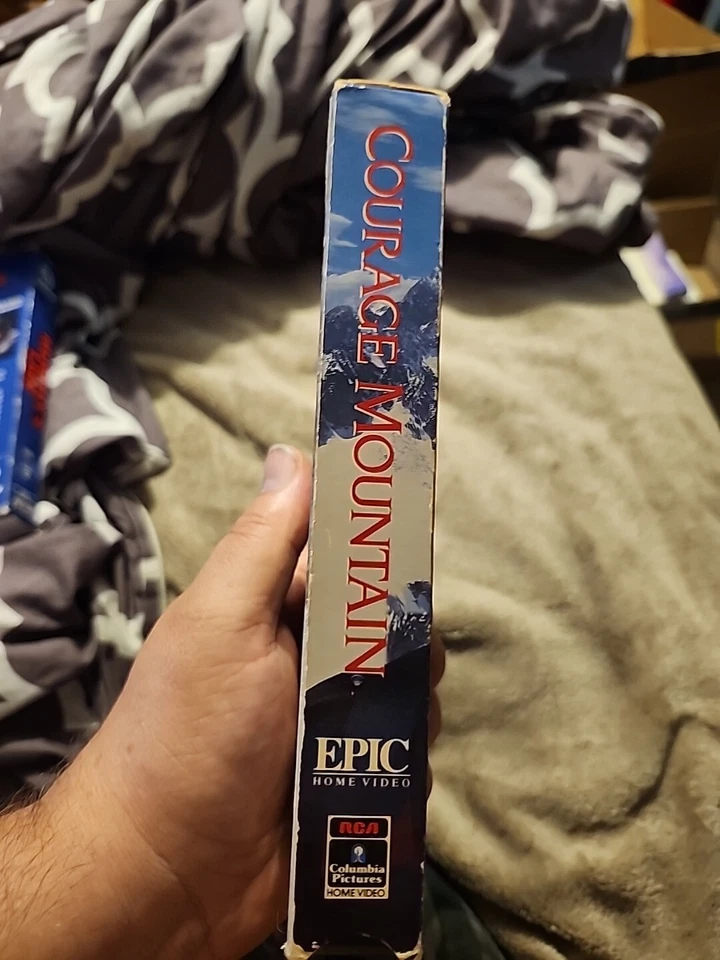 COURAGE MOUNTAIN
EPIC
HOME VIDEO
RCA
Columbia
Pictures
HOME VIDEO